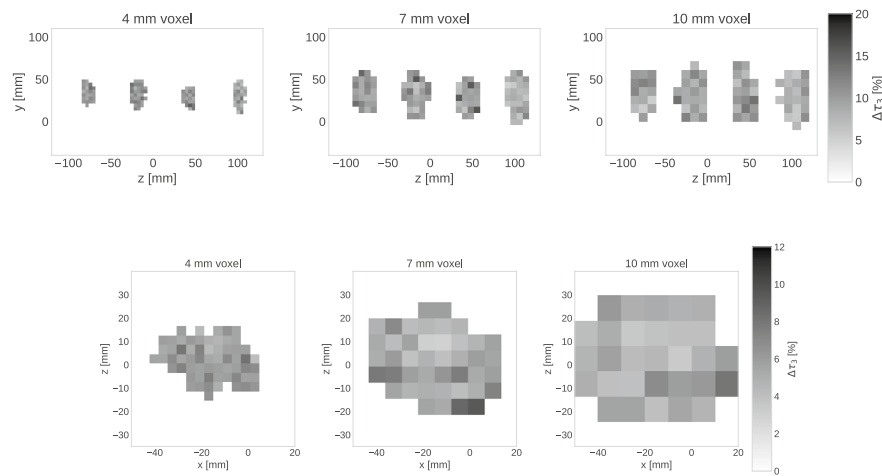 4 mm voxel 7 mm voxel 10 mm voxel
100 100 100 20
50 50 50 15
0 0 0 10
5
0
y [mm] y [mm] y [mm] Δτ₃ [%]
−100 −50 0 50 100 −100 −50 0 50 100 −100 −50 0 50 100
z [mm] z [mm] z [mm]
4 mm voxel 7 mm voxel 10 mm voxel
30 30 30 12
20 20 20 10
10 10 10 8
0 0 0 6
−10 −10 −10 4
−20 −20 −20 2
−30 −30 −30 0
z [mm] z [mm] z [mm] Δτ₃ [%]
−40 −20 0 20 −40 −20 0 20 −40 −20 0 20
x [mm] x [mm] x [mm]